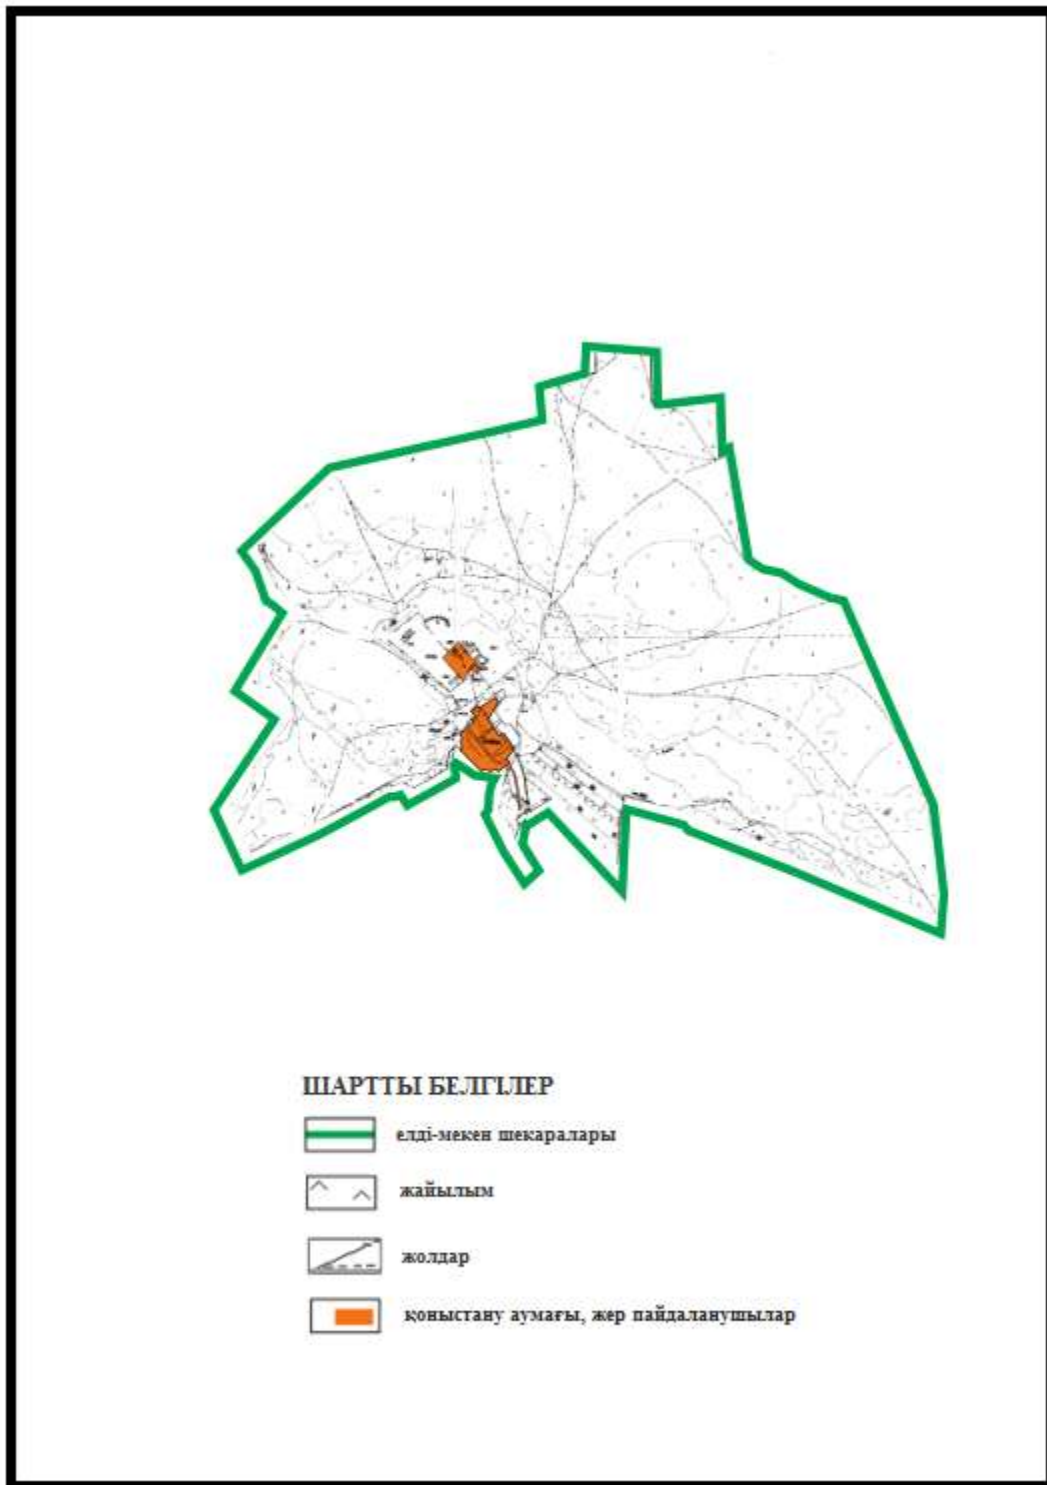 ШАРТТЫ БЕЛГІЛЕР
елді-мекен шекаралары
жайылым
жолдар
қоныстану аумағы, жер пайдаланушылар